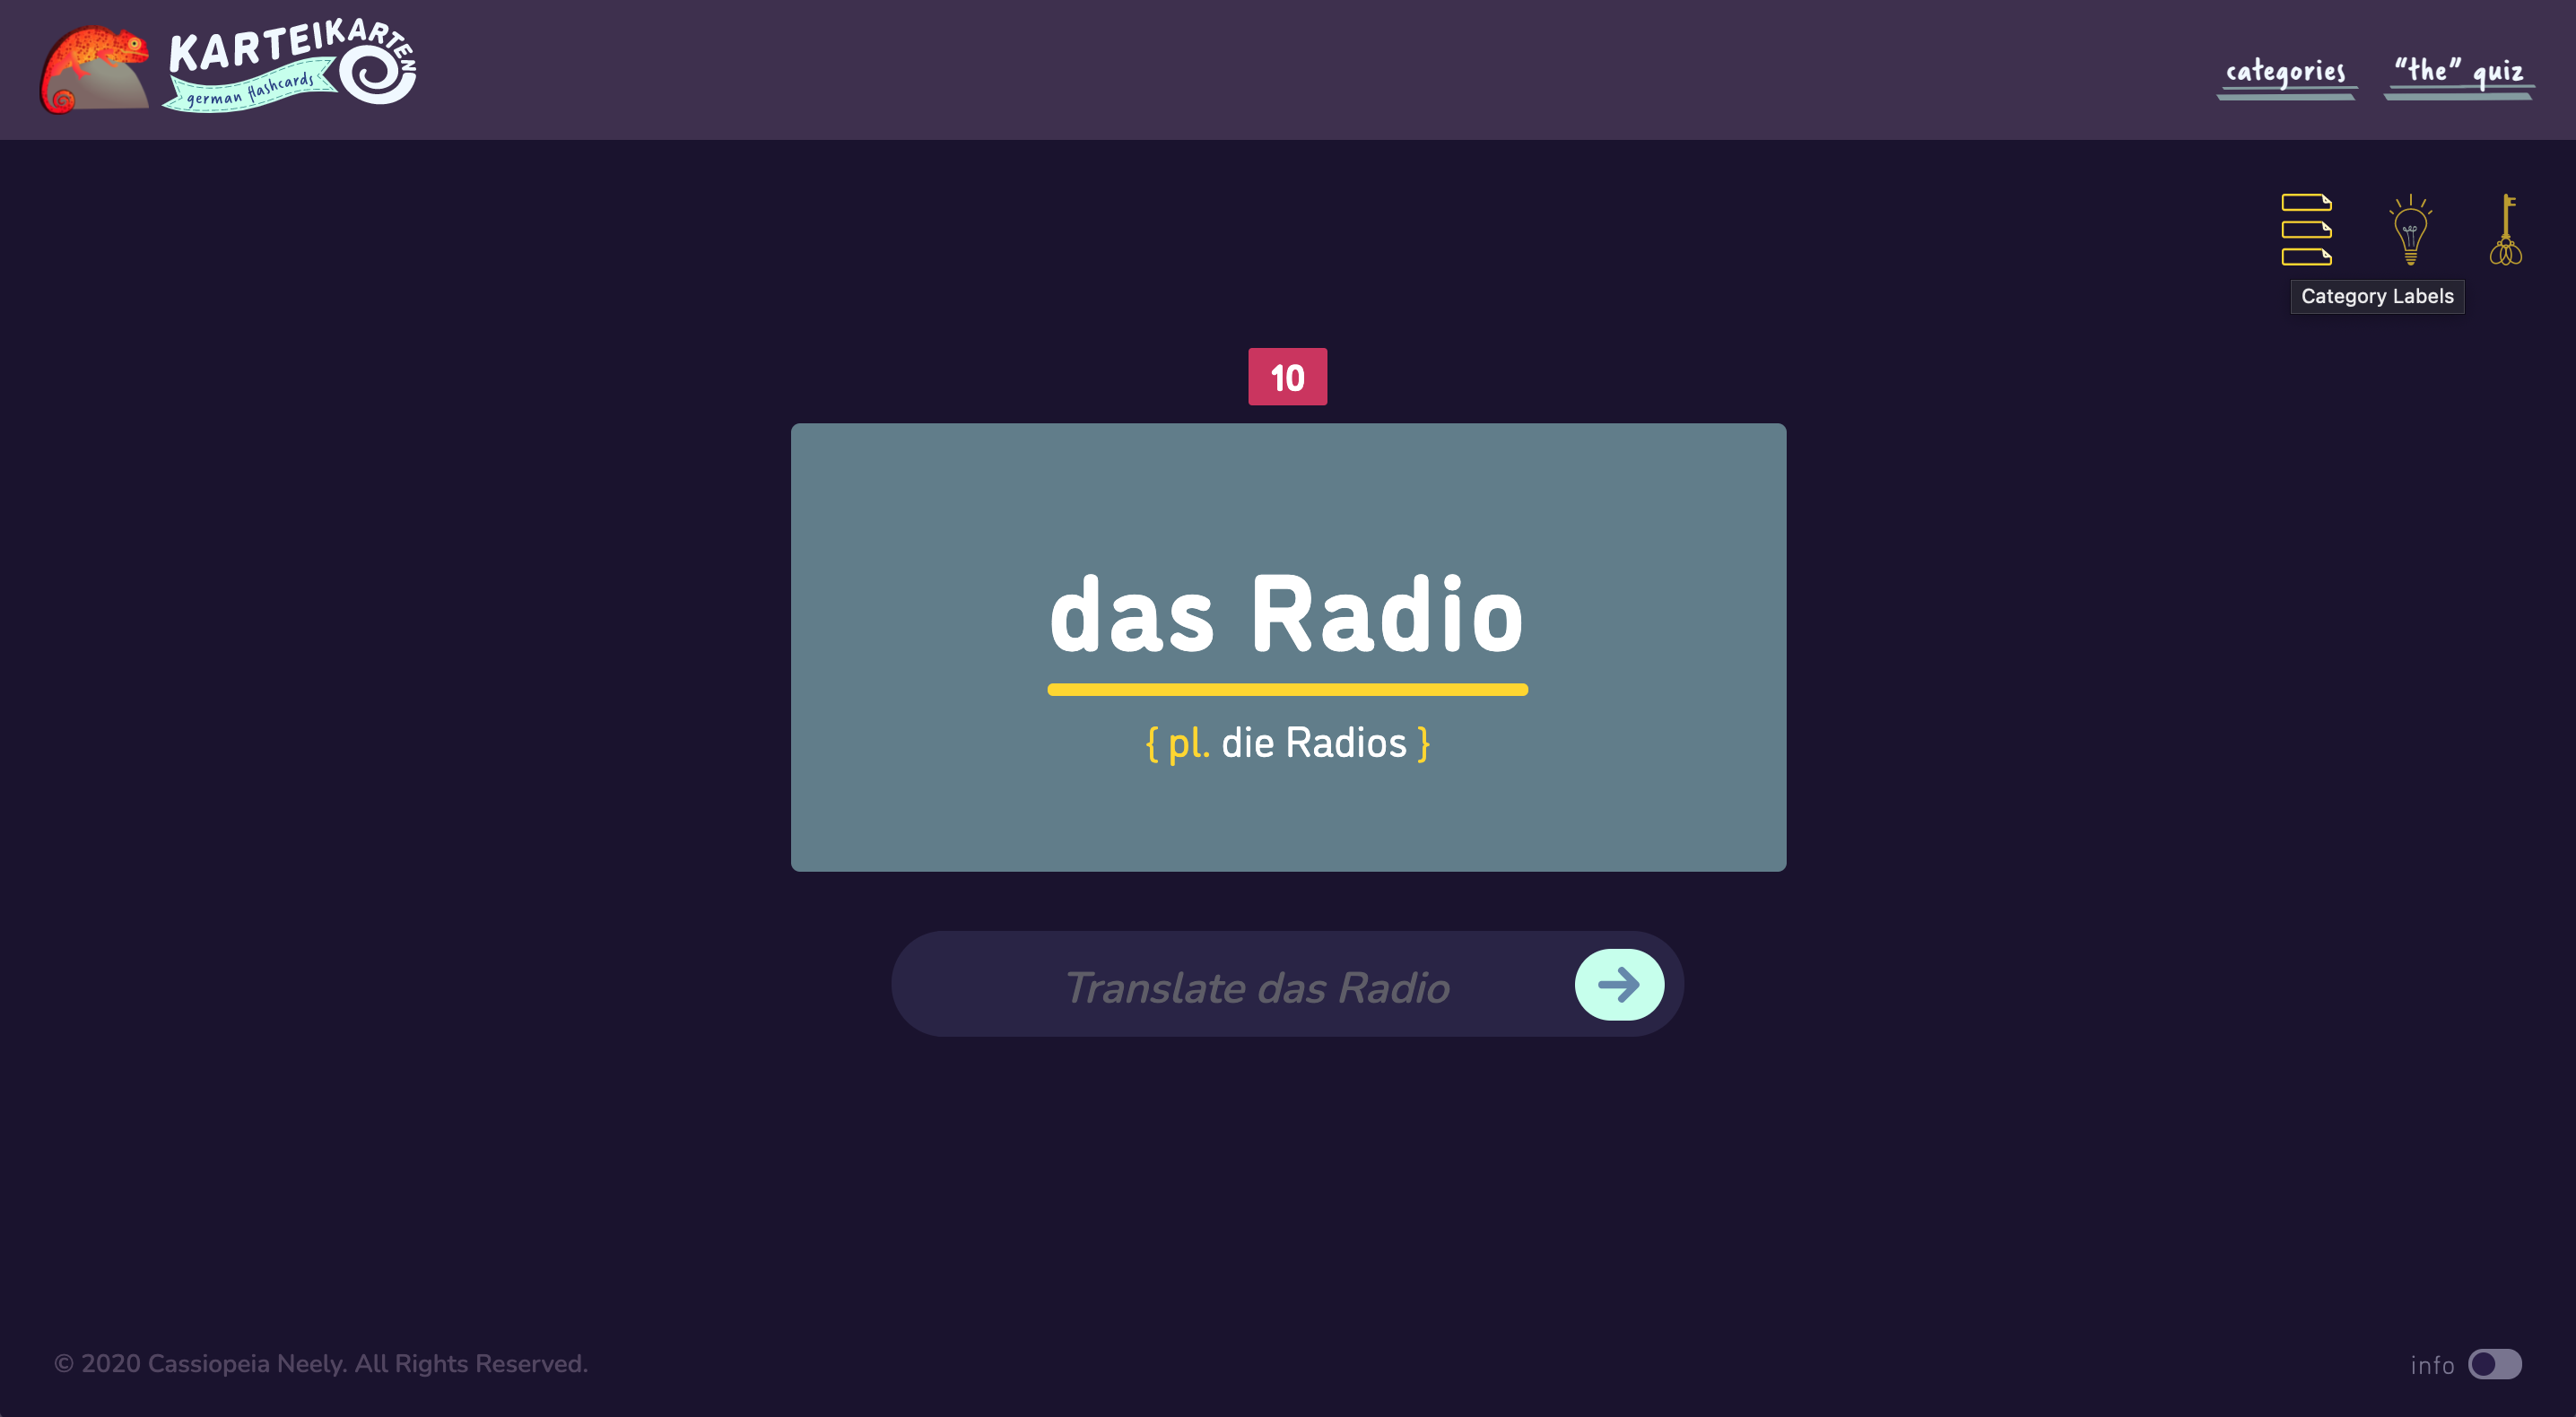 KARTEIKARTEN
german flashcards
categories
“the” quiz
Category Labels
10
das Radio
{ pl. die Radios }
Translate das Radio
© 2020 Cassiopeia Neely. All Rights Reserved.
info